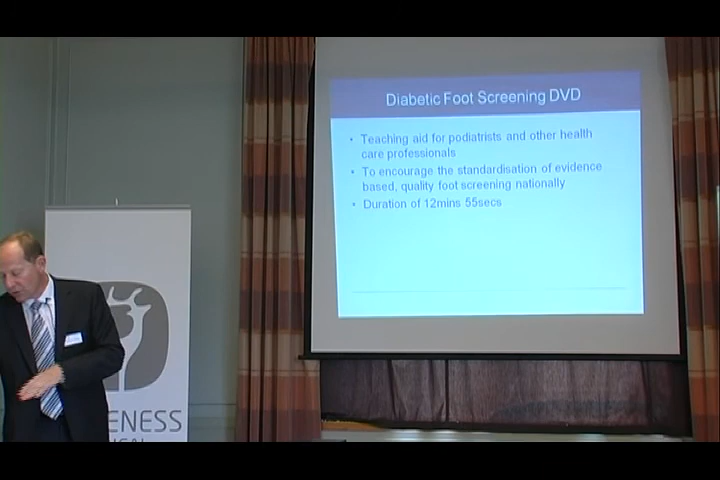 Diabetic Foot Screening DVD
• Teaching aid for podiatrists and other health
care professionals
• To encourage the standardisation of evidence
based, quality foot screening nationally
• Duration of 12mins 55secs
ENESS
ICAL